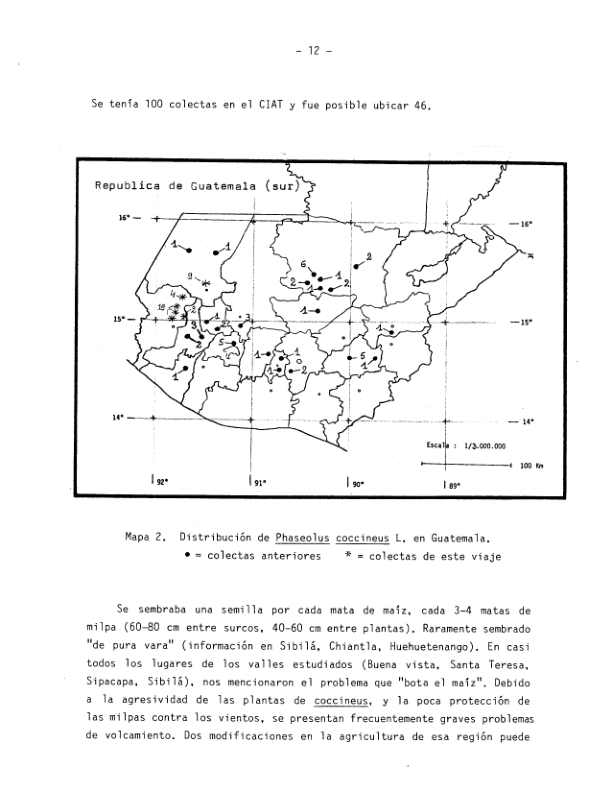 - 12 -
Se tenía 100 colectas en el CIAT y fue posible ubicar 46.
Republica de Guatemala (sur)
16° 16°
1 1
6 2
9 2 1
1 2
4
18 2 1
15° 3 15°
1
3 5 1 1 5
2 1 1
1 1 2
14° 14°
Escala : 1/3.000.000
100 Km
92° 91° 90° 89°
Mapa 2. Distribución de Phaseolus coccineus L. en Guatemala.
● = colectas anteriores * = colectas de este viaje
Se sembraba una semilla por cada mata de maíz, cada 3-4 matas de
milpa (60-80 cm entre surcos, 40-60 cm entre plantas). Raramente sembrado
"de pura vara" (información en Sibilá, Chiantla, Huehuetenango). En casi
todos los lugares de los valles estudiados (Buena vista, Santa Teresa,
Sipacapa, Sibilá), nos mencionaron el problema que "bota el maíz". Debido
a la agresividad de las plantas de coccineus, y la poca protección de
las milpas contra los vientos, se presentan frecuentemente graves problemas
de volcamiento. Dos modificaciones en la agricultura de esa región puede